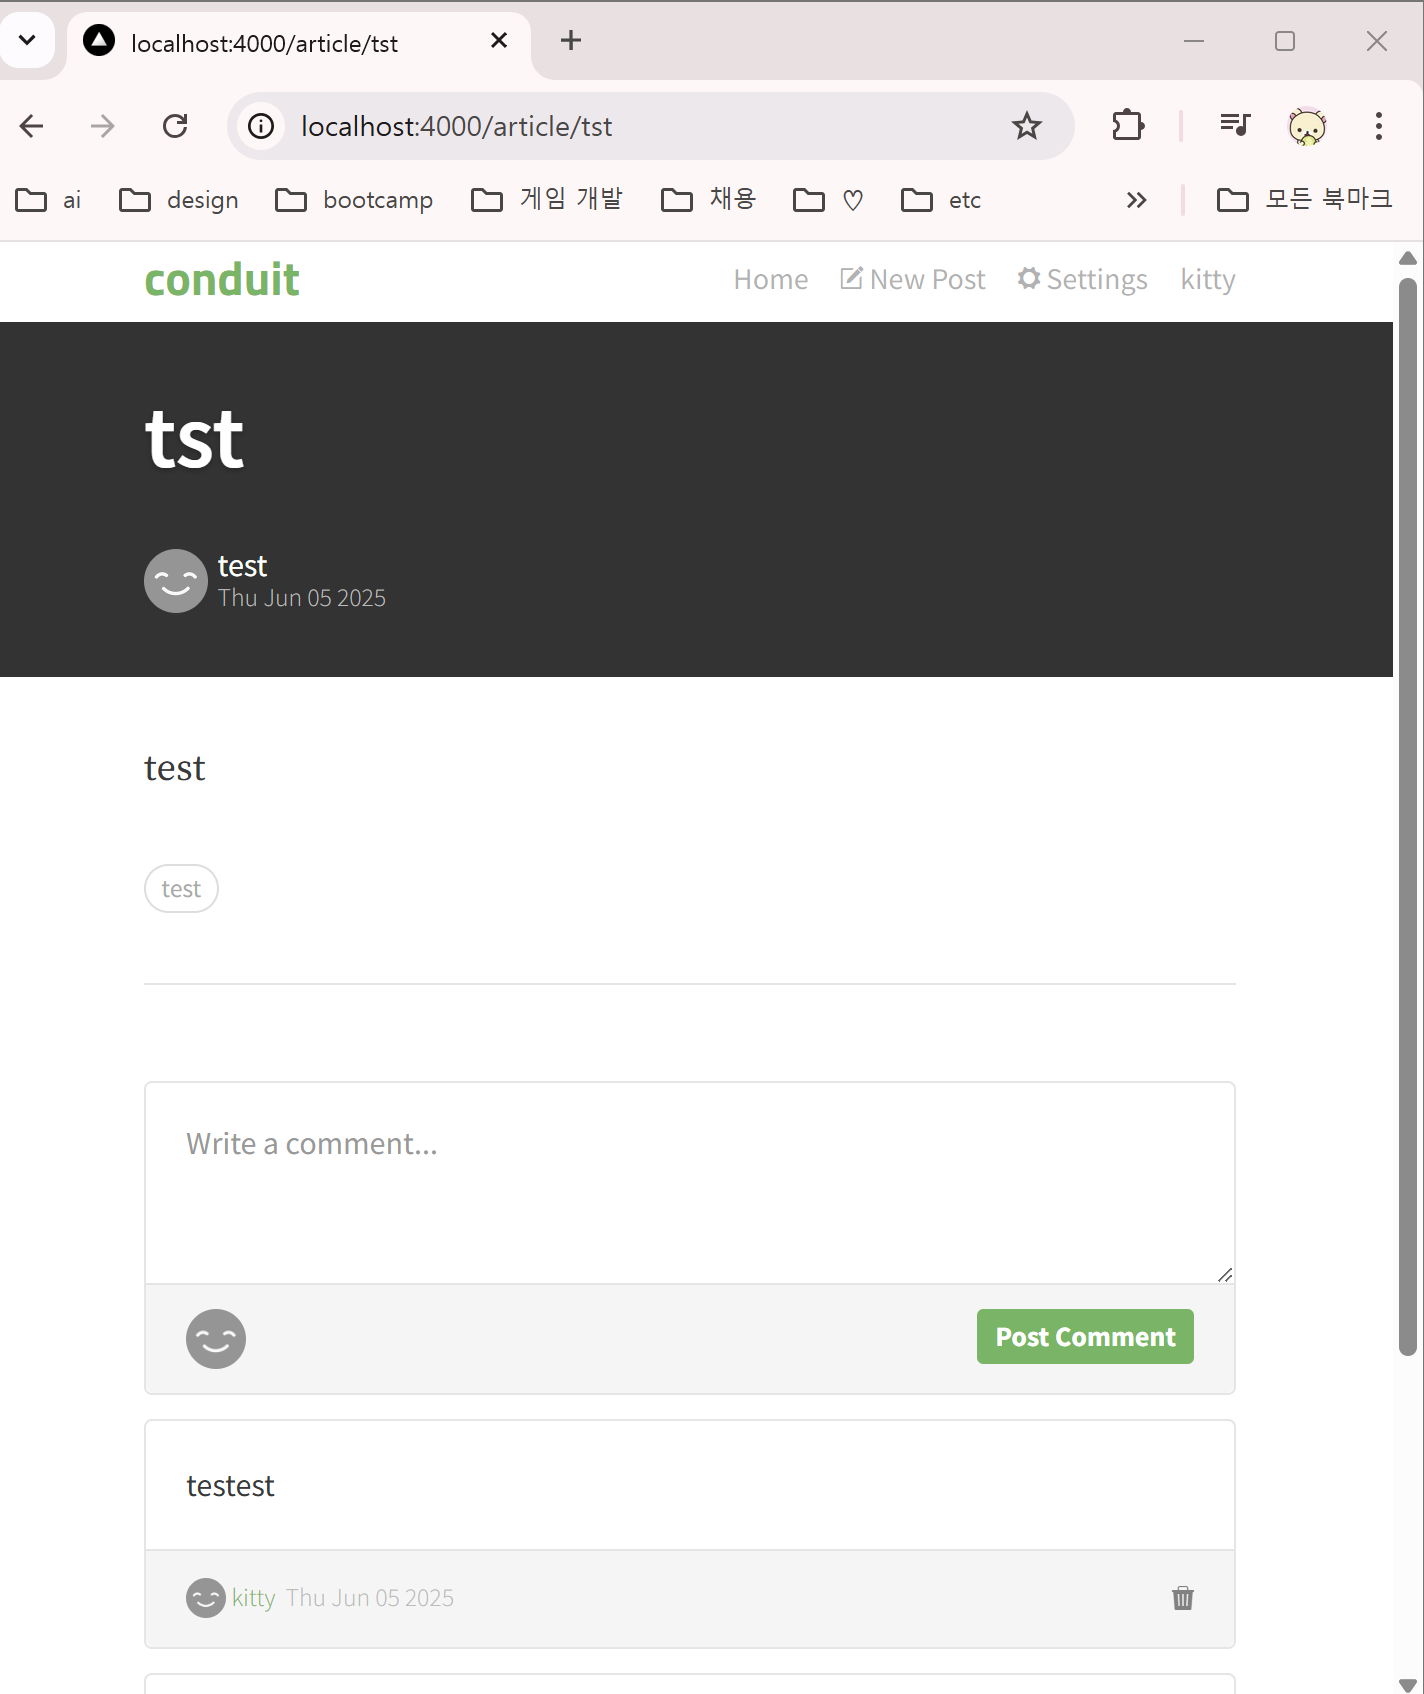 localhost:4000/article/tst
localhost:4000/article/tst
ai design bootcamp 게임 개발 채용 ♡ etc » 모든 북마크
conduit Home New Post Settings kitty
tst
test
Thu Jun 05 2025
test
test
Write a comment...
Post Comment
testest
kitty Thu Jun 05 2025